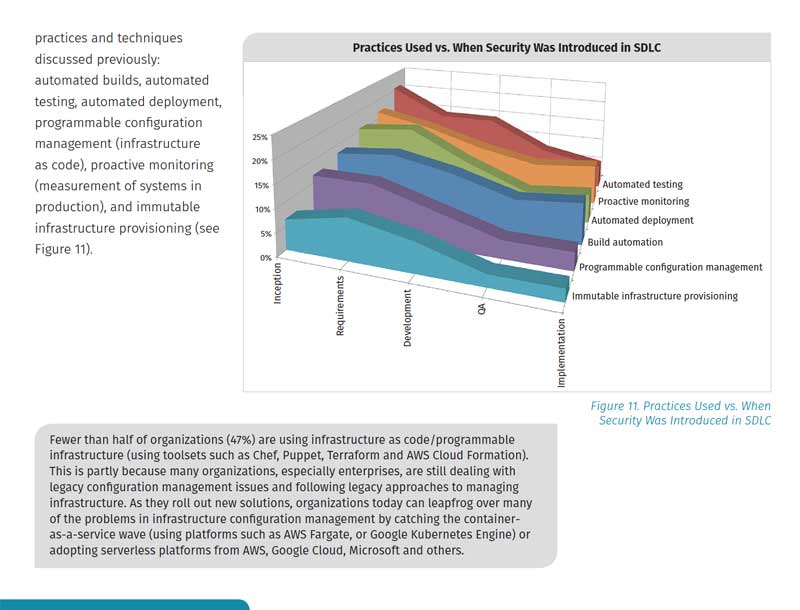 practices and techniques
discussed previously:
automated builds, automated
testing, automated deployment,
programmable configuration
management (infrastructure
as code), proactive monitoring
(measurement of systems in
production), and immutable
infrastructure provisioning (see
Figure 11).
Practices Used vs. When Security Was Introduced in SDLC
25%
20%
15%
10%
5%
0%
Inception
Requirements
Development
QA
Implementation
Automated testing
Proactive monitoring
Automated deployment
Build automation
Programmable configuration management
Immutable infrastructure provisioning
Figure 11. Practices Used vs. When
Security Was Introduced in SDLC
Fewer than half of organizations (47%) are using infrastructure as code/programmable
infrastructure (using toolsets such as Chef, Puppet, Terraform and AWS Cloud Formation).
This is partly because many organizations, especially enterprises, are still dealing with
legacy configuration management issues and following legacy approaches to managing
infrastructure. As they roll out new solutions, organizations today can leapfrog over many
of the problems in infrastructure configuration management by catching the container-
as-a-service wave (using platforms such as AWS Fargate, or Google Kubernetes Engine) or
adopting serverless platforms from AWS, Google Cloud, Microsoft and others.